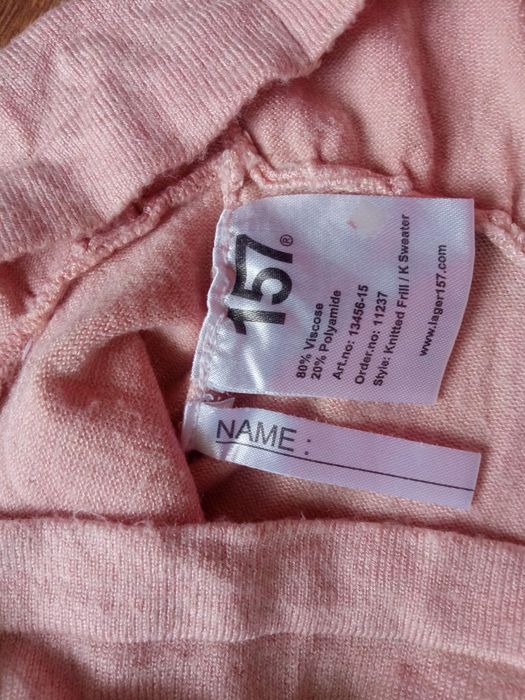 157®
80% Viscose
20% Polyamide
Art.no: 13456-15
Order.no: 11237
Style: Knitted Frill / K Sweater
www.lager157.com
NAME :